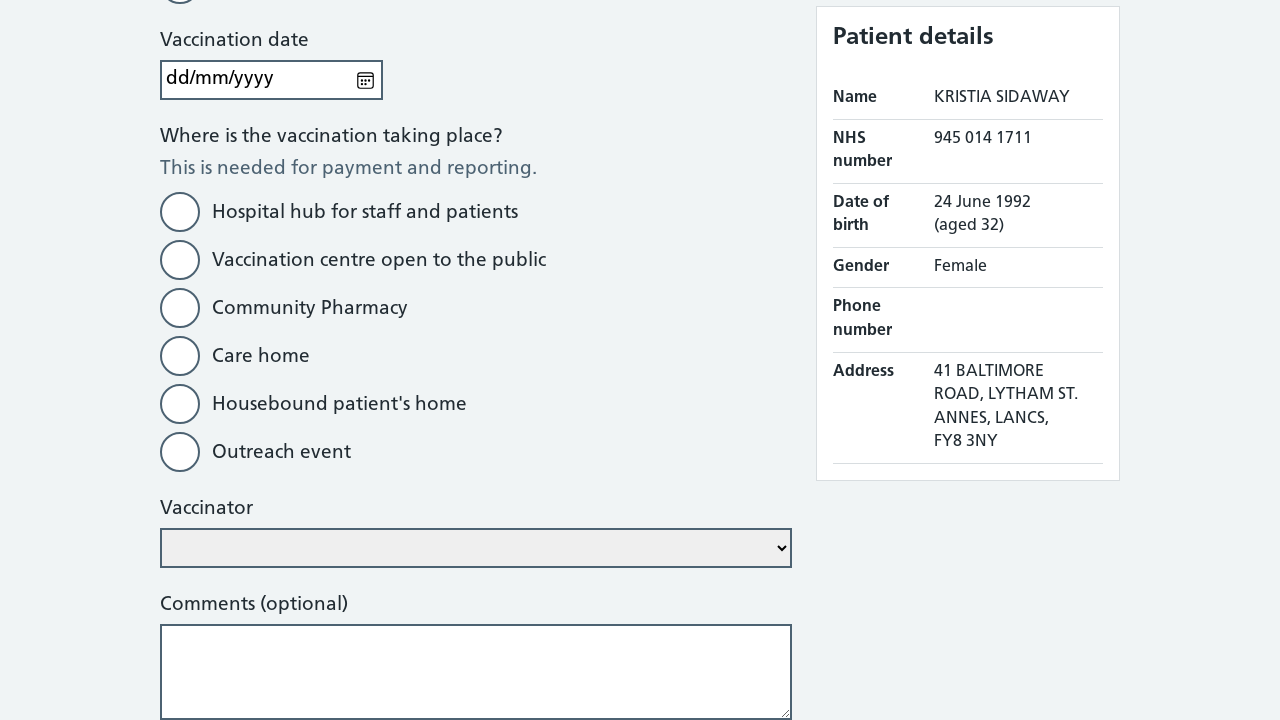 Vaccination date
dd/mm/yyyy
Where is the vaccination taking place?
This is needed for payment and reporting.
Hospital hub for staff and patients
Vaccination centre open to the public
Community Pharmacy
Care home
Housebound patient's home
Outreach event
Vaccinator
Comments (optional)
Patient details
Name KRISTIA SIDAWAY
NHS number 945 014 1711
Date of birth 24 June 1992 (aged 32)
Gender Female
Phone number
Address 41 BALTIMORE
ROAD, LYTHAM ST.
ANNES, LANCS,
FY8 3NY